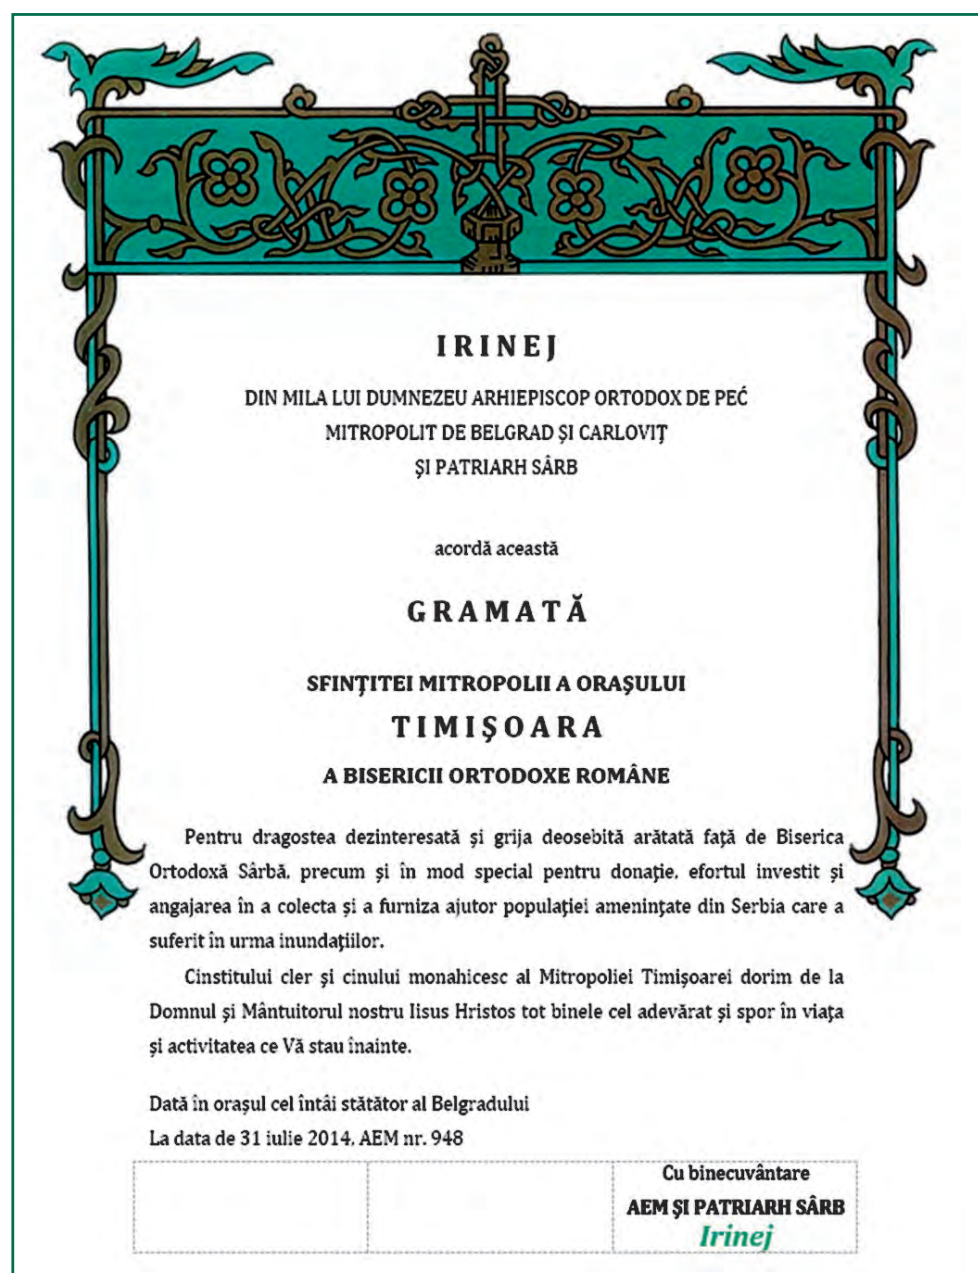 IRINEJ
DIN MILA LUI DUMNEZEU ARHIEPISCOP ORTODOX DE PEĆ
MITROPOLIT DE BELGRAD ŞI CARLOVIŢ
ŞI PATRIARH SÂRB
acordă această
GRAMATĂ
SFINŢITEI MITROPOLII A ORAŞULUI
TIMIŞOARA
A BISERICII ORTODOXE ROMÂNE
Pentru dragostea dezinteresată şi grija deosebită arătată faţă de Biserica
Ortodoxă Sârbă, precum şi în mod special pentru donaţie, efortul investit şi
angajarea în a colecta şi a furniza ajutor populaţiei ameninţate din Serbia care a
suferit în urma inundaţiilor.
Cinstitului cler şi cinului monahicesc al Mitropoliei Timişoarei dorim de la
Domnul şi Mântuitorul nostru Iisus Hristos tot binele cel adevărat şi spor în viaţa
şi activitatea ce Vă stau înainte.
Dată în oraşul cel întâi stătător al Belgradului
La data de 31 iulie 2014, AEM nr. 948
Cu binecuvântare
AEM ŞI PATRIARH SÂRB
Irinej